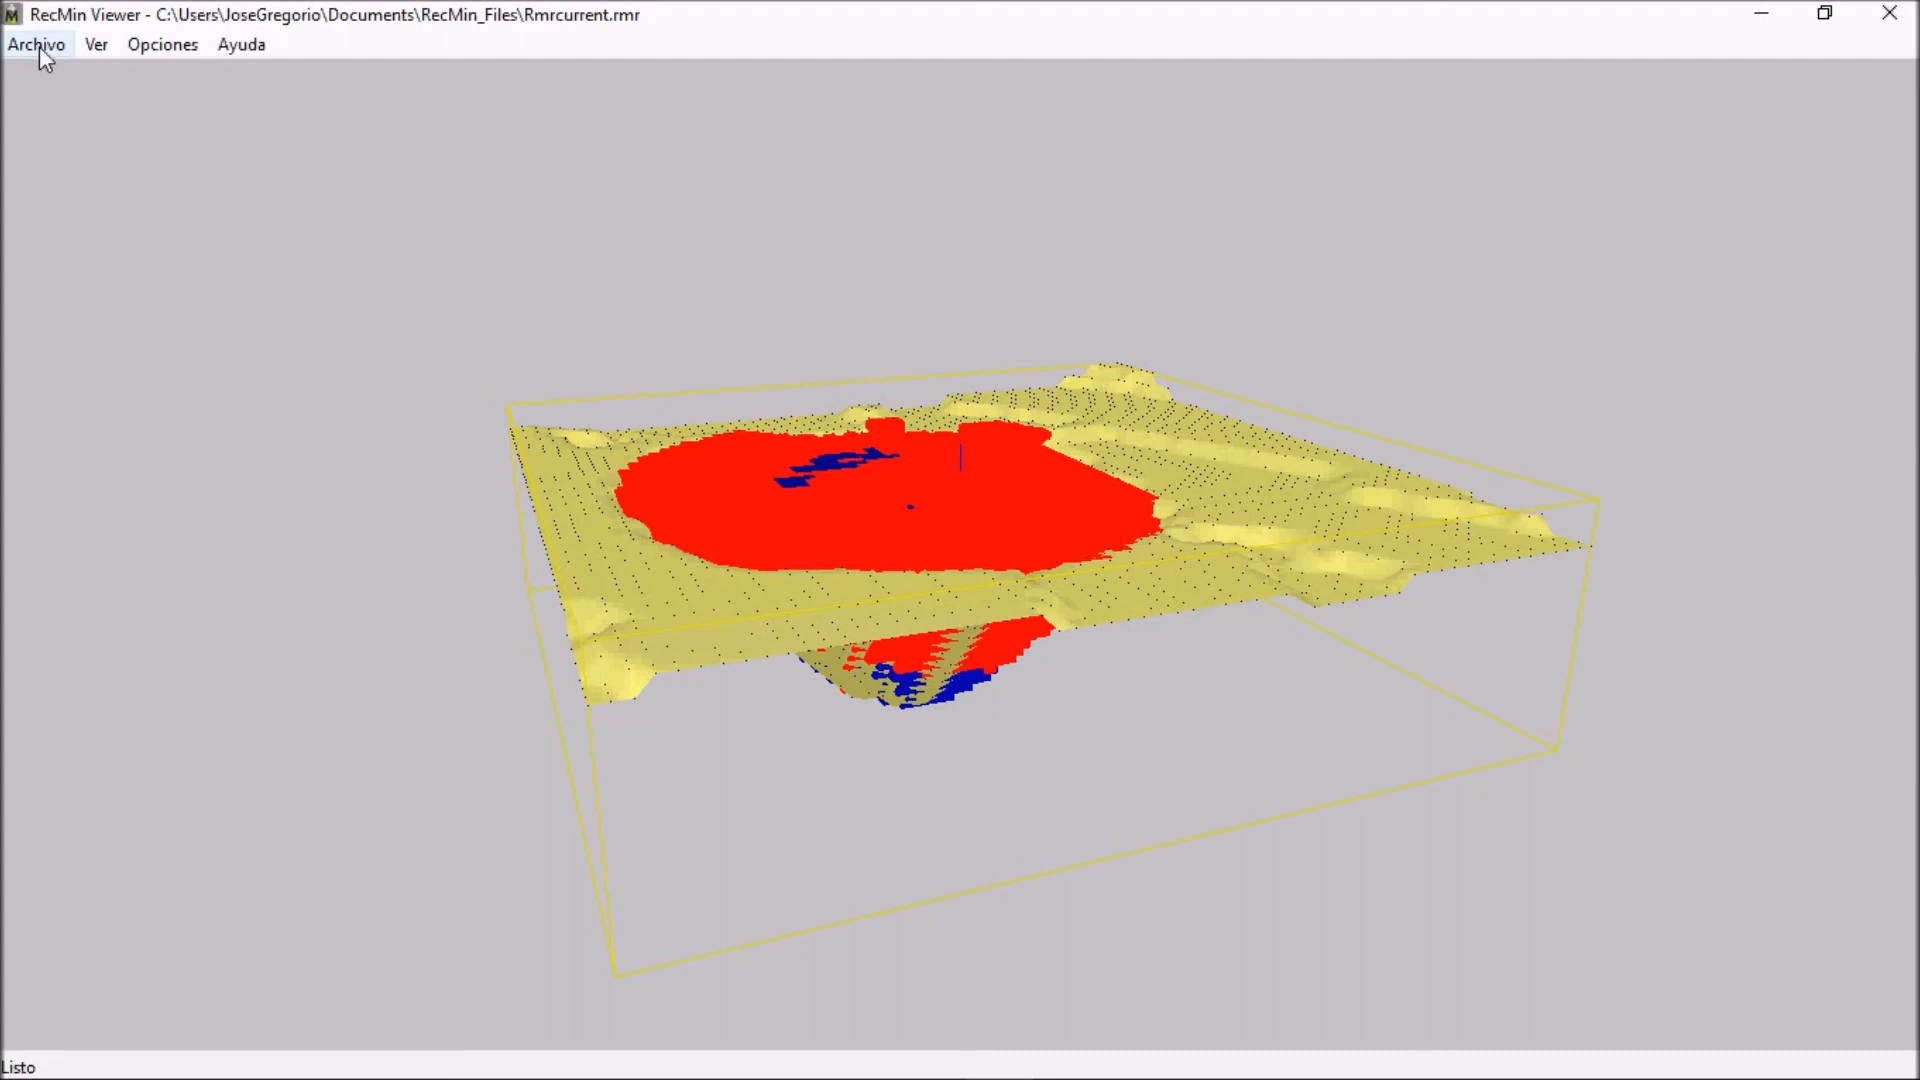 RecMin Viewer - C:\Users\JoseGregorio\Documents\RecMin_Files\Rmrcurrent.rmr
Archivo Ver Opciones Ayuda
Listo